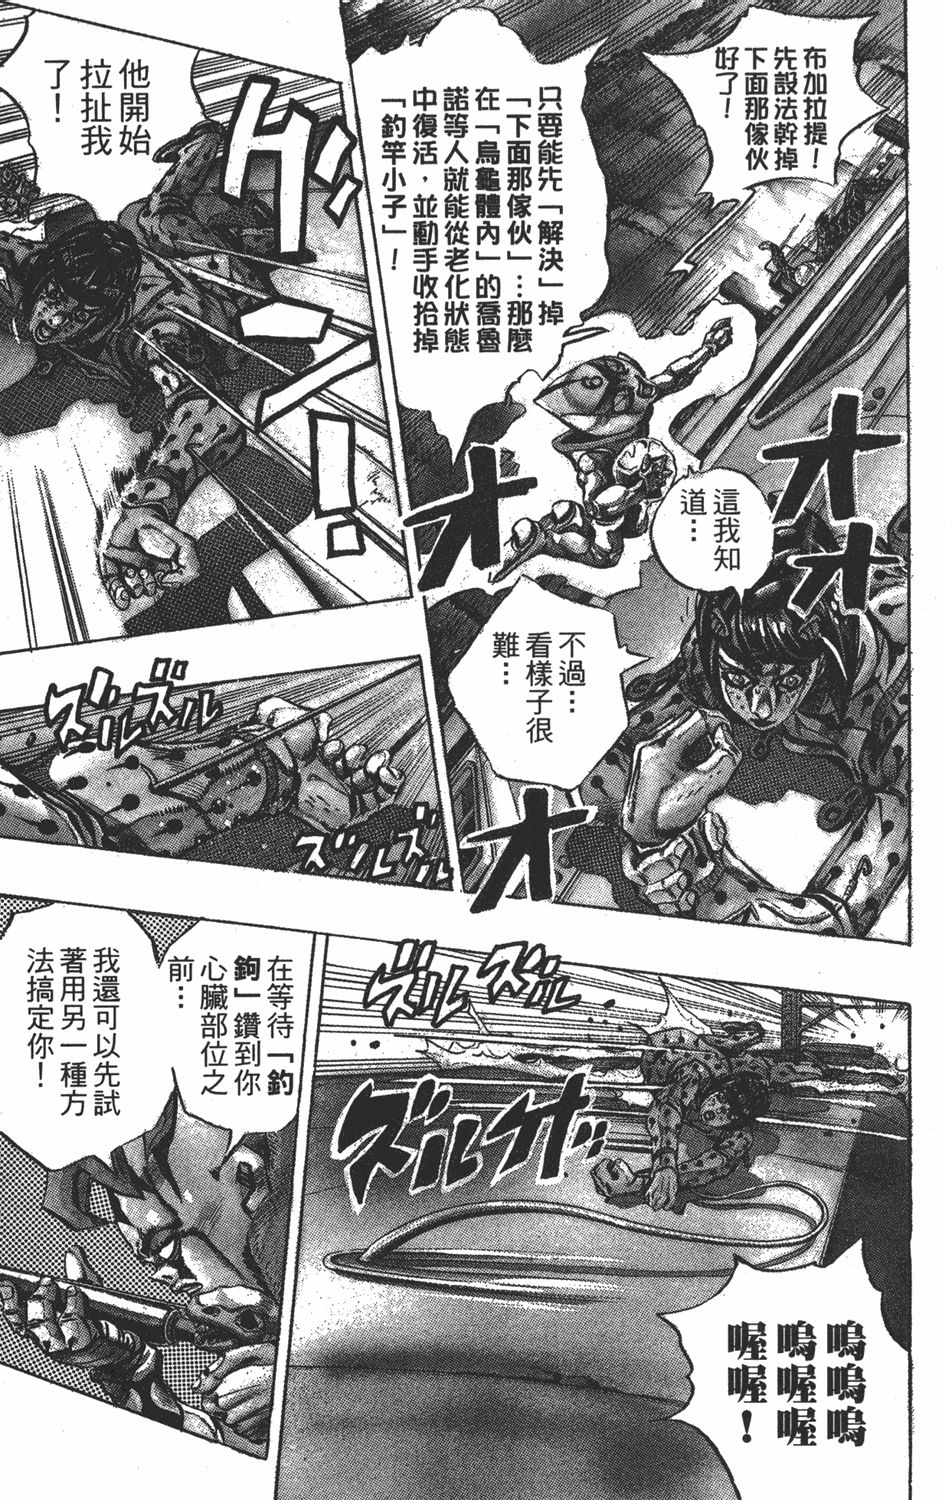 布加拉提！
先設法幹掉
下面那傢伙
好了！
只要能先「解決」掉
「下面那傢伙」…那麼
在「烏龜體內」的喬魯
諾等人就能從老化狀態
中復活，並動手收拾掉
「釣竿小子」！
オ
オオ
オ
這我知
道…
不過…
看樣子很
難…
グン！
他開始
拉扯我
了！
ズルズル
ズルズル
ズルズル
ズルズルッ
嗚嗚嗚
嗚喔喔
喔喔！
在等待「釣
鉤」鑽到你
心臟部位之
前…
我還可以先試
著用另一種方
法搞定你！